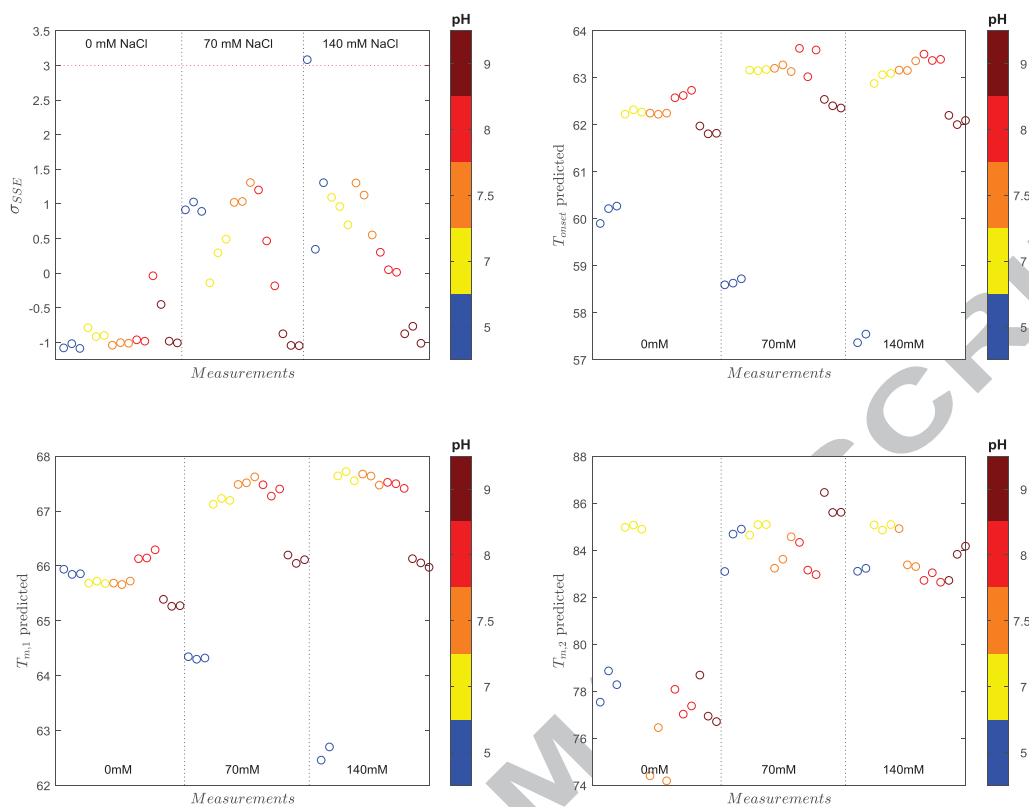 pH
3.5
3
2.5
2
1.5
1
0.5
0
-0.5
-1
0 mM NaCl
70 mM NaCl
140 mM NaCl
σSSE
Measurements
9
8
7.5
7
5
pH
64
63
62
61
60
59
58
57
0mM
70mM
140mM
Tonset predicted
Measurements
9
8
7.5
7
5
pH
68
67
66
65
64
63
62
0mM
70mM
140mM
Tm,1 predicted
Measurements
9
8
7.5
7
5
pH
88
86
84
82
80
78
76
74
0mM
70mM
140mM
Tm,2 predicted
Measurements
9
8
7.5
7
5